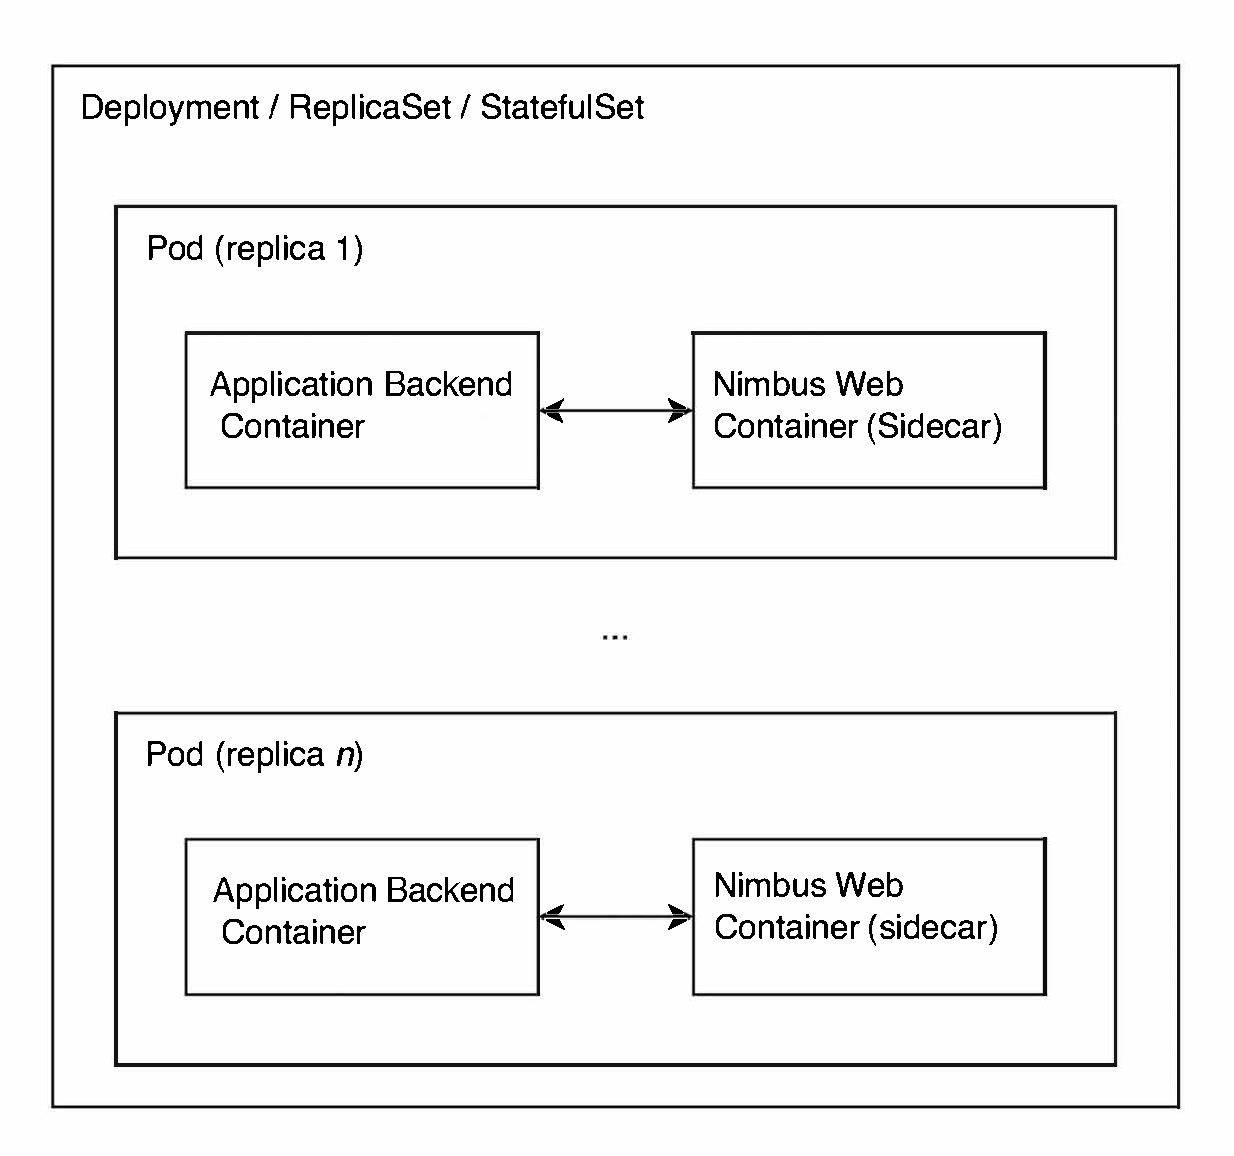 Deployment / ReplicaSet / StatefulSet
Pod (replica 1)
Application Backend
Container
Nimbus Web
Container (Sidecar)
...
Pod (replica n)
Application Backend
Container
Nimbus Web
Container (sidecar)